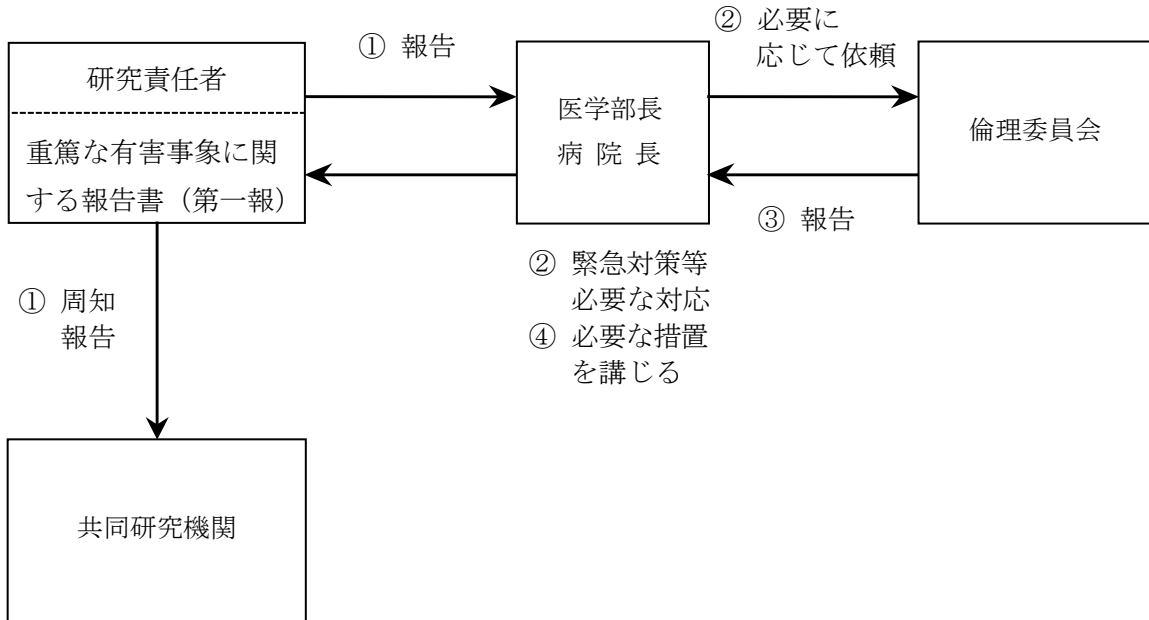 ② 必要に
応じて依頼
① 報告
研究責任者
重篤な有害事象に関
する報告書（第一報）
医学部長
病 院 長
倫理委員会
③ 報告
② 緊急対策等
必要な対応
④ 必要な措置
を講じる
① 周知
報告
共同研究機関